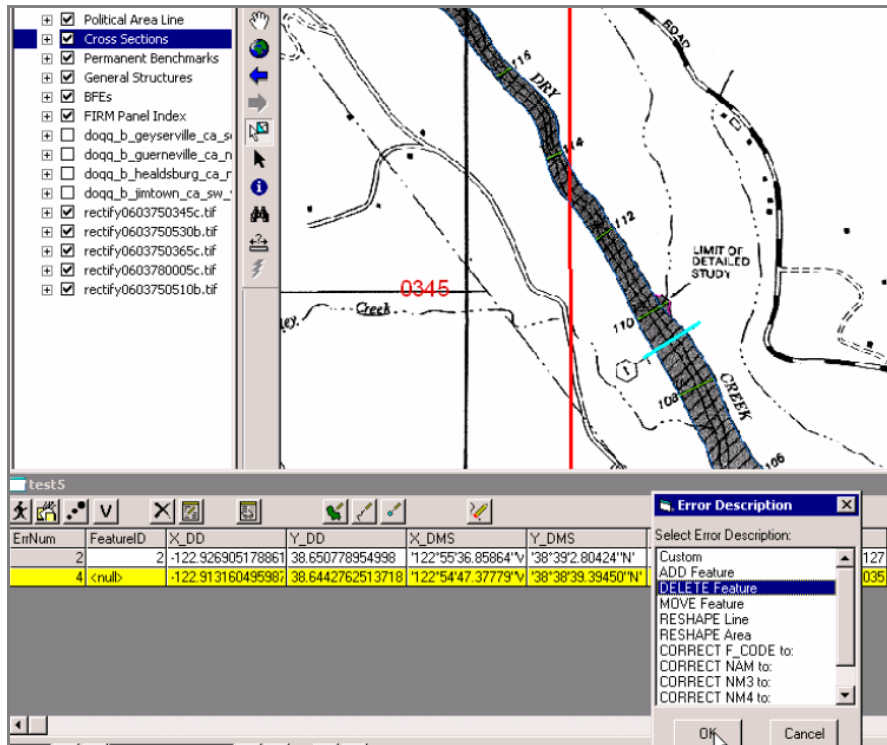 Political Area Line
Cross Sections
Permanent Benchmarks
General Structures
BFEs
FIRM Panel Index
doqq_b_geyserville_ca_s
doqq_b_guerneville_ca_n
doqq_b_healdsburg_ca_r
doqq_b_jimtown_ca_sw_
rectify0603750345c.tif
rectify0603750530b.tif
rectify0603750365c.tif
rectify0603780005c.tif
rectify0603750510b.tif
ROAD
116
DRY
114
112
LIMIT OF
DETAILED
STUDY
0345
Creek
110
1
108
CREEK
106
test5
V
ErrNum FeatureID X_DD Y_DD X_DMS Y_DMS
2 2 -122.926905178861 38.650778954998 "122°55'36.85864"V "38°39'2.80424"N' 127
4 <null> -122.913160495987 38.6442762513718 "122°54'47.37779"V "38°38'39.39450"N' 035
Error Description
Select Error Description:
Custom
ADD Feature
DELETE Feature
MOVE Feature
RESHAPE Line
RESHAPE Area
CORRECT F_CODE to:
CORRECT NAM to:
CORRECT NM3 to:
CORRECT NM4 to:
OK Cancel